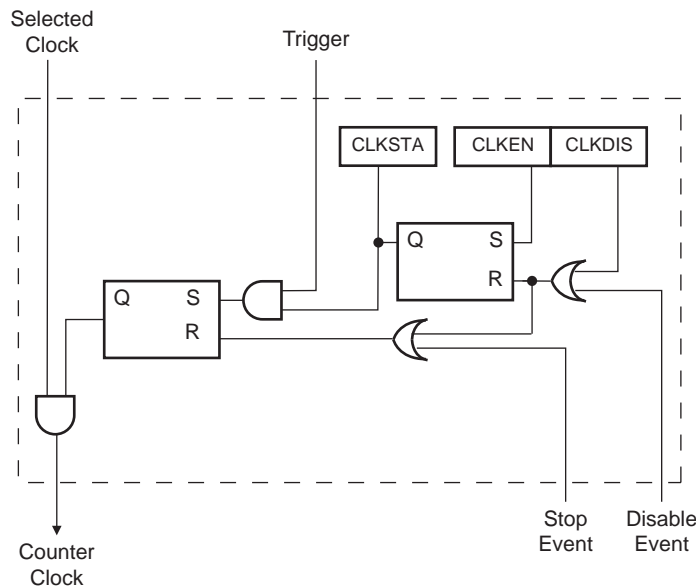 Selected
Clock
Trigger
CLKSTA
CLKEN
CLKDIS
Q
S
R
Q
S
R
Stop
Event
Disable
Event
Counter
Clock